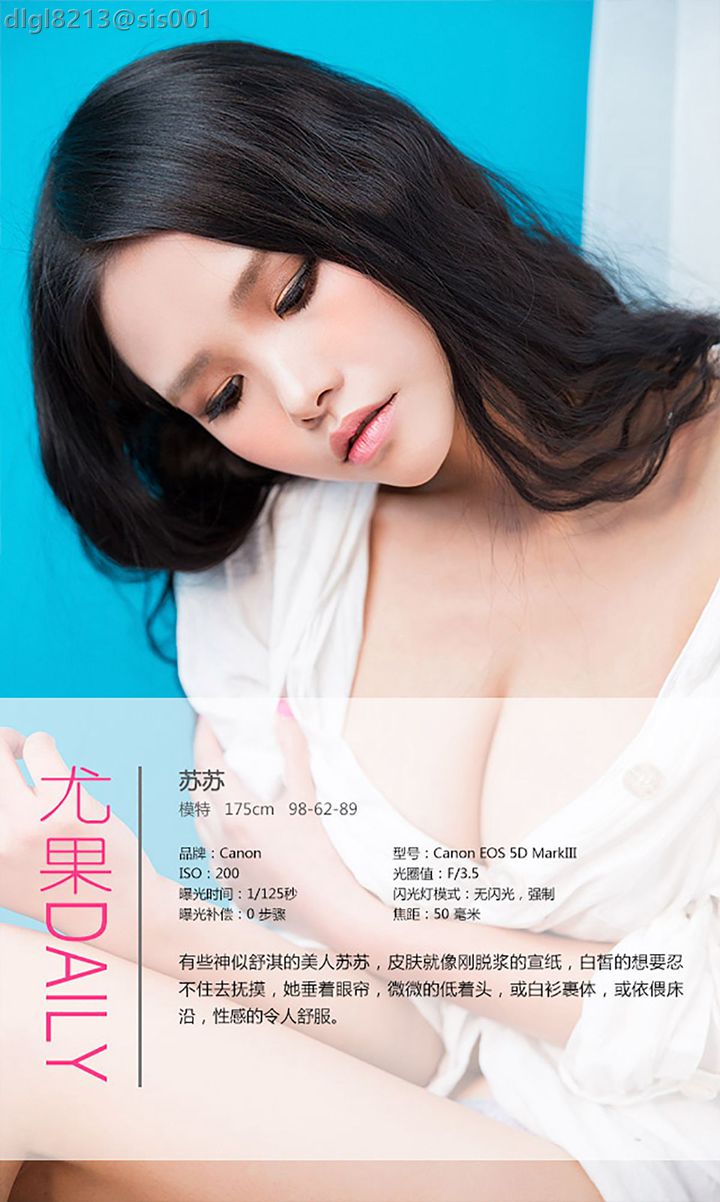 dlgl8213@sis001
尤果DAILY
苏苏
模特 175cm 98-62-89
品牌：Canon 型号：Canon EOS 5D MarkIII
ISO：200 光圈值：F/3.5
曝光时间：1/125秒 闪光灯模式：无闪光，强制
曝光补偿：0 步骤 焦距：50 毫米
有些神似舒淇的美人苏苏，皮肤就像刚脱浆的宣纸，白皙的想要忍
不住去抚摸，她垂着眼帘，微微的低着头，或白衫裹体，或依偎床
沿，性感的令人舒服。